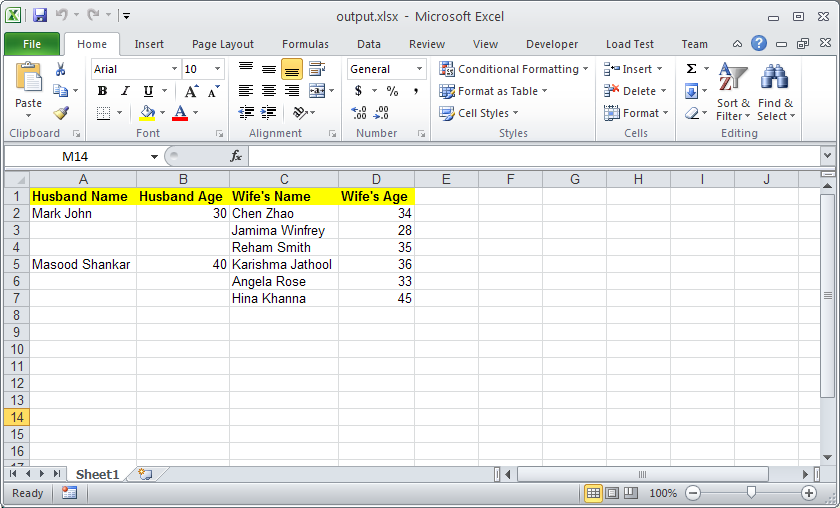 output.xlsx - Microsoft Excel
File Home Insert Page Layout Formulas Data Review View Developer Load Test Team
Paste
Clipboard
Arial 10
B I U
A A
A
Font
Alignment
General
$ % ,
Number
Conditional Formatting
Format as Table
Cell Styles
Styles
Insert
Delete
Format
Cells
Σ
Sort & Filter
Find & Select
Editing
M14 fx
A B C D E F G H I J
1 Husband Name Husband Age Wife's Name Wife's Age
2 Mark John 30 Chen Zhao 34
3 Jamima Winfrey 28
4 Reham Smith 35
5 Masood Shankar 40 Karishma Jathool 36
6 Angela Rose 33
7 Hina Khanna 45
8
9
10
11
12
13
14
15
16
17
Sheet1
Ready 100%